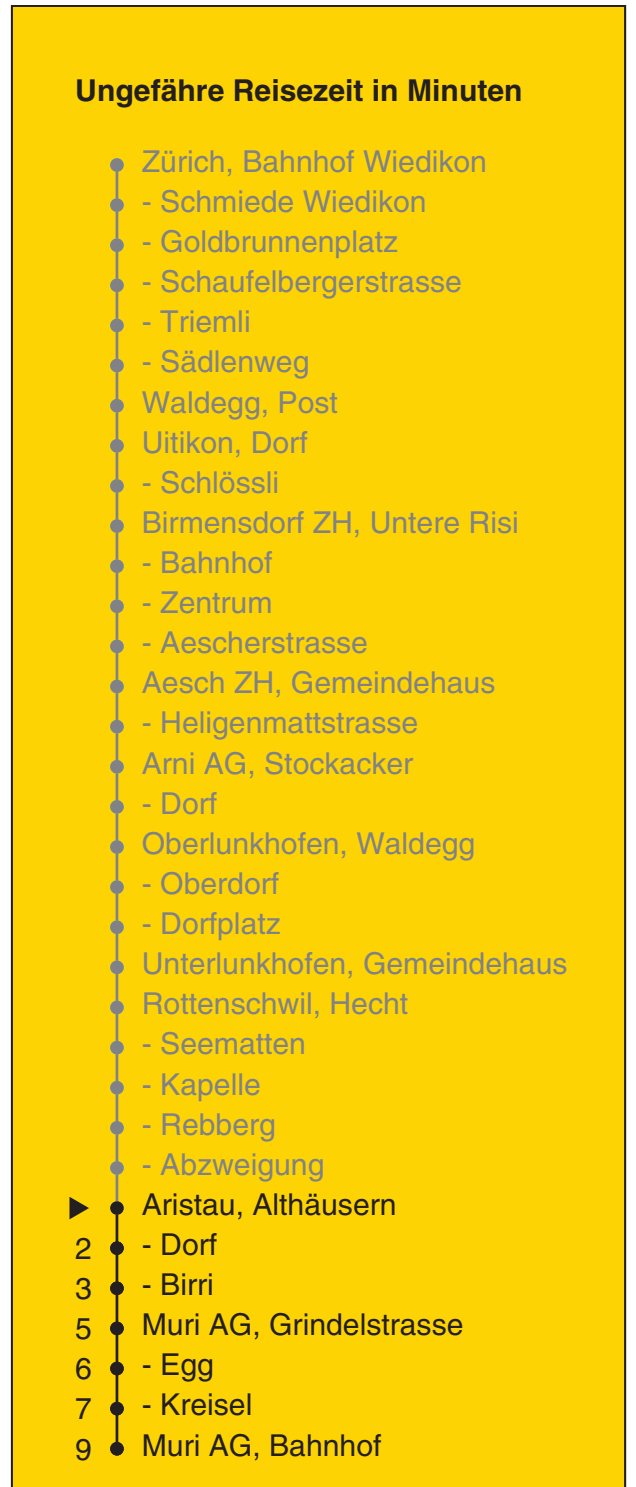 Ungefähre Reisezeit in Minuten
Zürich, Bahnhof Wiedikon
- Schmiede Wiedikon
- Goldbrunnenplatz
- Schaufelbergerstrasse
- Triemli
- Sädlenweg
Waldegg, Post
Uitikon, Dorf
- Schlössli
Birmensdorf ZH, Untere Risi
- Bahnhof
- Zentrum
- Aescherstrasse
Aesch ZH, Gemeindehaus
- Heligenmattstrasse
Arni AG, Stockacker
- Dorf
Oberlunkhofen, Waldegg
- Oberdorf
- Dorfplatz
Unterlunkhofen, Gemeindehaus
Rottenschwil, Hecht
- Seematten
- Kapelle
- Rebberg
- Abzweigung
Aristau, Althäusern
2 - Dorf
3 - Birri
5 Muri AG, Grindelstrasse
6 - Egg
7 - Kreisel
9 Muri AG, Bahnhof